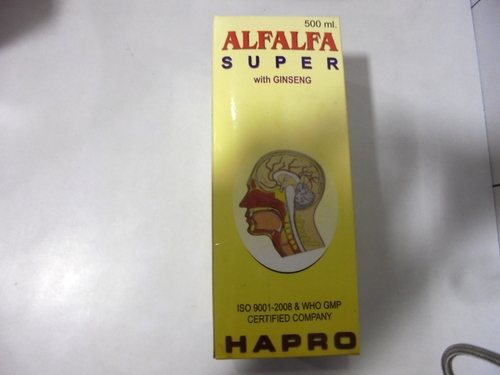 500 ml.
ALFALFA
SUPER
with GINSENG
ISO 9001-2008 & WHO GMP
CERTIFIED COMPANY
HAPRO